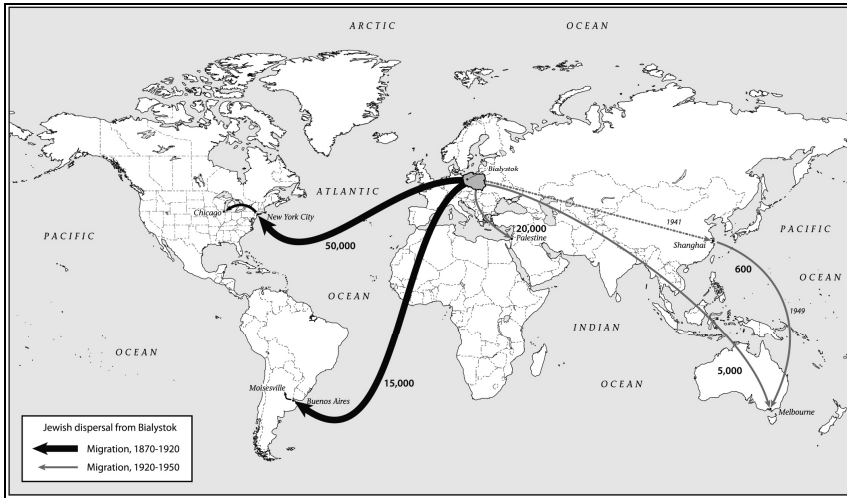 ARCTIC
OCEAN
ATLANTIC
OCEAN
PACIFIC
OCEAN
PACIFIC
OCEAN
INDIAN
OCEAN
Bialystok
Chicago
New York City
50,000
20,000
Palestine
1941
Shanghai
600
1949
15,000
Moisesville
Buenos Aires
5,000
Melbourne
Jewish dispersal from Bialystok
Migration, 1870-1920
Migration, 1920-1950